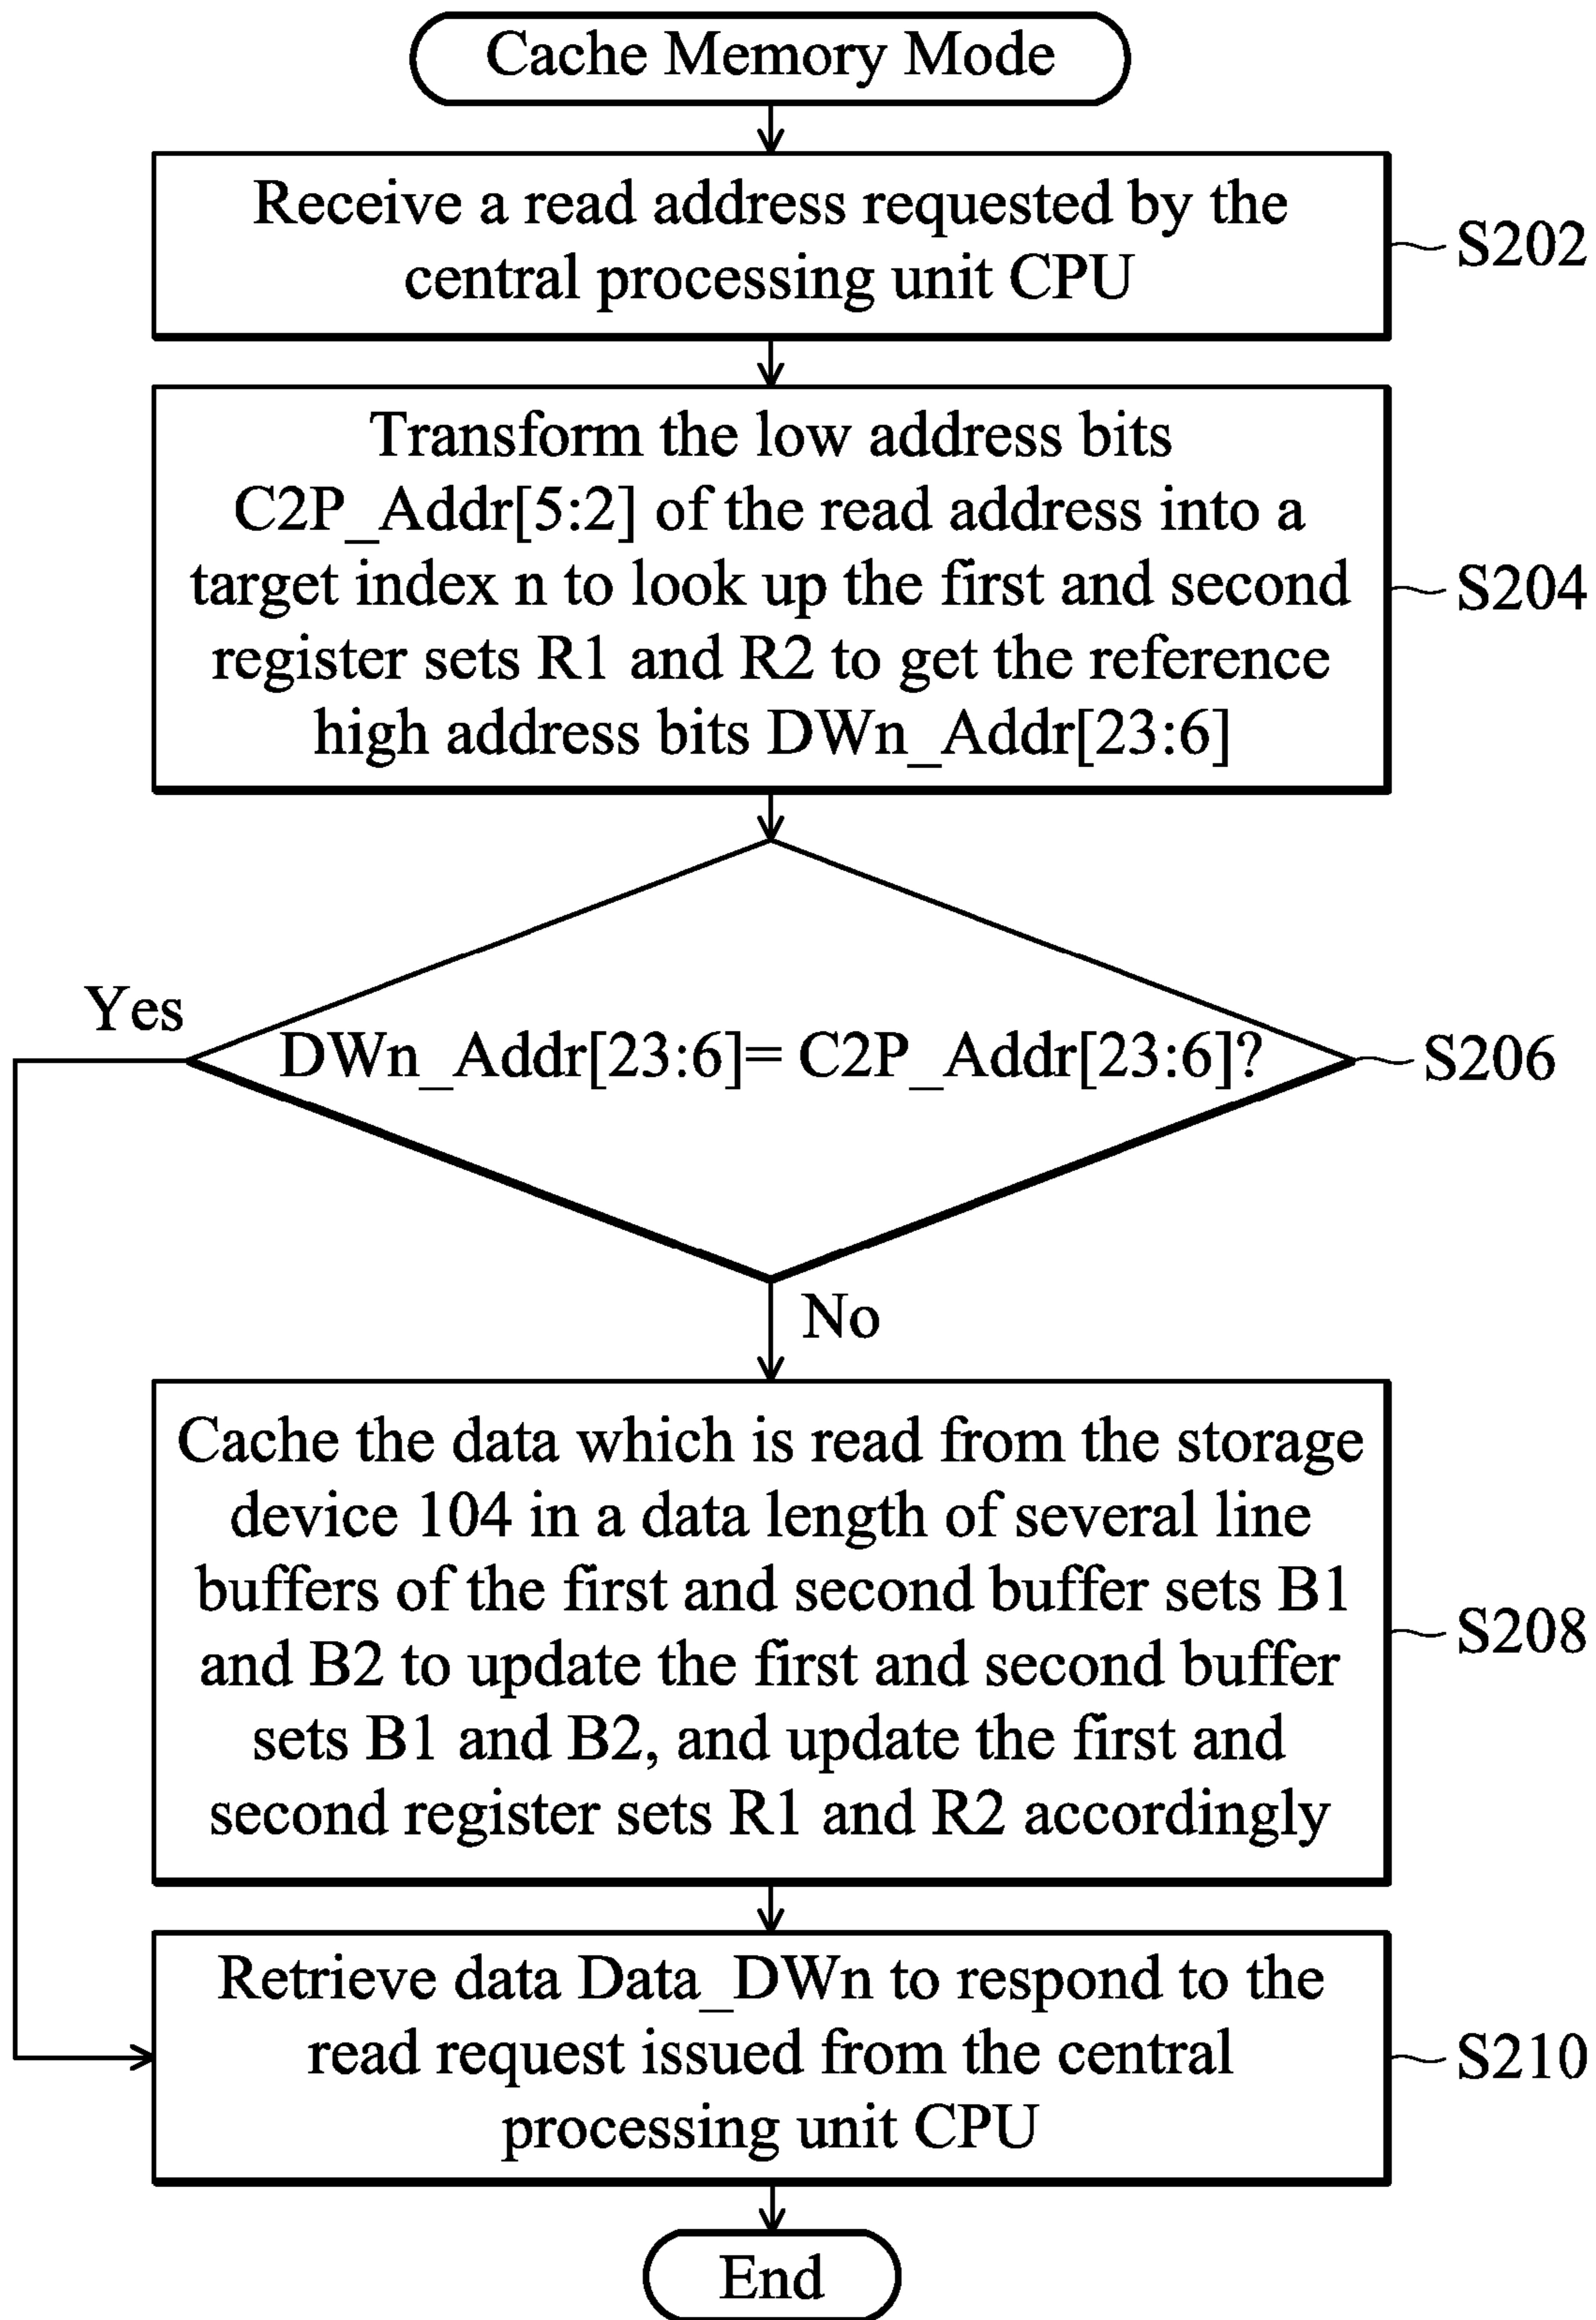 Cache Memory Mode
Receive a read address requested by the
central processing unit CPU
S202
Transform the low address bits
C2P_Addr[5:2] of the read address into a
target index n to look up the first and second
register sets R1 and R2 to get the reference
high address bits DWn_Addr[23:6]
S204
Yes
DWn_Addr[23:6]= C2P_Addr[23:6]?
S206
No
Cache the data which is read from the storage
device 104 in a data length of several line
buffers of the first and second buffer sets B1
and B2 to update the first and second buffer
sets B1 and B2, and update the first and
second register sets R1 and R2 accordingly
S208
Retrieve data Data_DWn to respond to the
read request issued from the central
processing unit CPU
S210
End